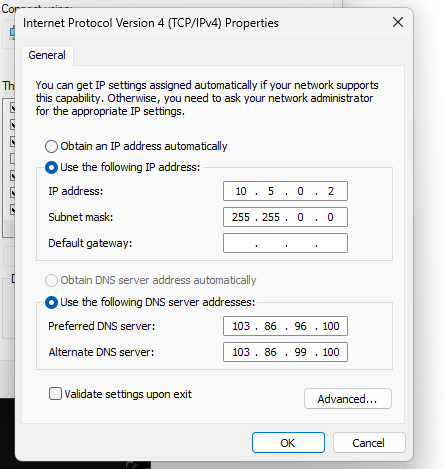 Connect using:
Internet Protocol Version 4 (TCP/IPv4) Properties
General
You can get IP settings assigned automatically if your network supports
this capability. Otherwise, you need to ask your network administrator
for the appropriate IP settings.
Obtain an IP address automatically
Use the following IP address:
IP address: 10 . 5 . 0 . 2
Subnet mask: 255 . 255 . 0 . 0
Default gateway: . . .
Obtain DNS server address automatically
Use the following DNS server addresses:
Preferred DNS server: 103 . 86 . 96 . 100
Alternate DNS server: 103 . 86 . 99 . 100
Validate settings upon exit
Advanced...
OK Cancel